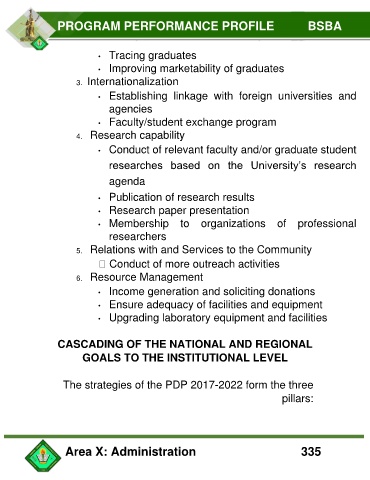 PROGRAM PERFORMANCE PROFILE BSBA
• Tracing graduates
• Improving marketability of graduates
3. Internationalization
• Establishing linkage with foreign universities and
agencies
• Faculty/student exchange program
4. Research capability
• Conduct of relevant faculty and/or graduate student
researches based on the University’s research
agenda
• Publication of research results
• Research paper presentation
• Membership to organizations of professional
researchers
5. Relations with and Services to the Community
Conduct of more outreach activities
6. Resource Management
• Income generation and soliciting donations
• Ensure adequacy of facilities and equipment
• Upgrading laboratory equipment and facilities
CASCADING OF THE NATIONAL AND REGIONAL
GOALS TO THE INSTITUTIONAL LEVEL
The strategies of the PDP 2017-2022 form the three
pillars:
Area X: Administration 335